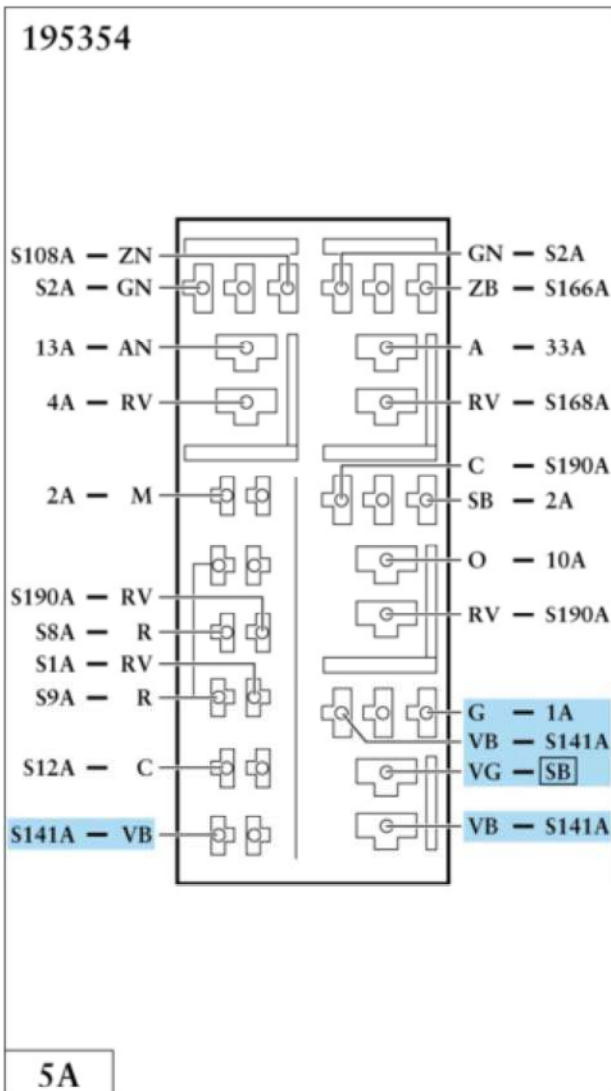 195354
S108A — ZN
S2A — GN
13A — AN
4A — RV
2A — M
S190A — RV
S8A — R
S1A — RV
S9A — R
S12A — C
S141A — VB
GN — S2A
ZB — S166A
A — 33A
RV — S168A
C — S190A
SB — 2A
O — 10A
RV — S190A
G — 1A
VB — S141A
VG — SB
VB — S141A
5A